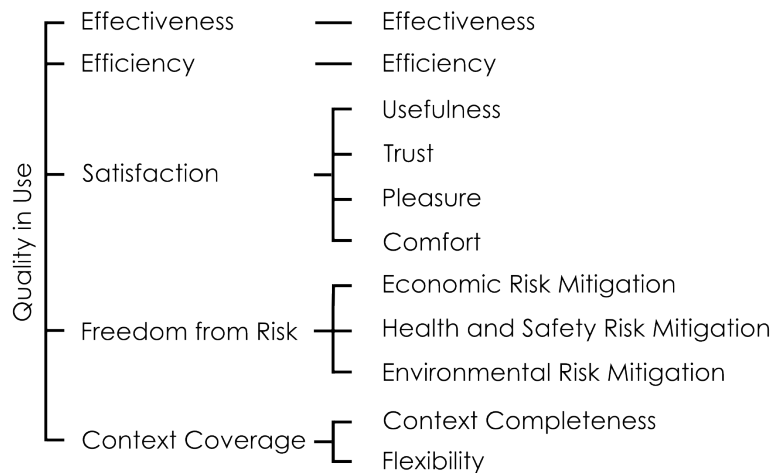 Quality in Use
Effectiveness
Effectiveness
Efficiency
Efficiency
Satisfaction
Usefulness
Trust
Pleasure
Comfort
Freedom from Risk
Economic Risk Mitigation
Health and Safety Risk Mitigation
Environmental Risk Mitigation
Context Coverage
Context Completeness
Flexibility